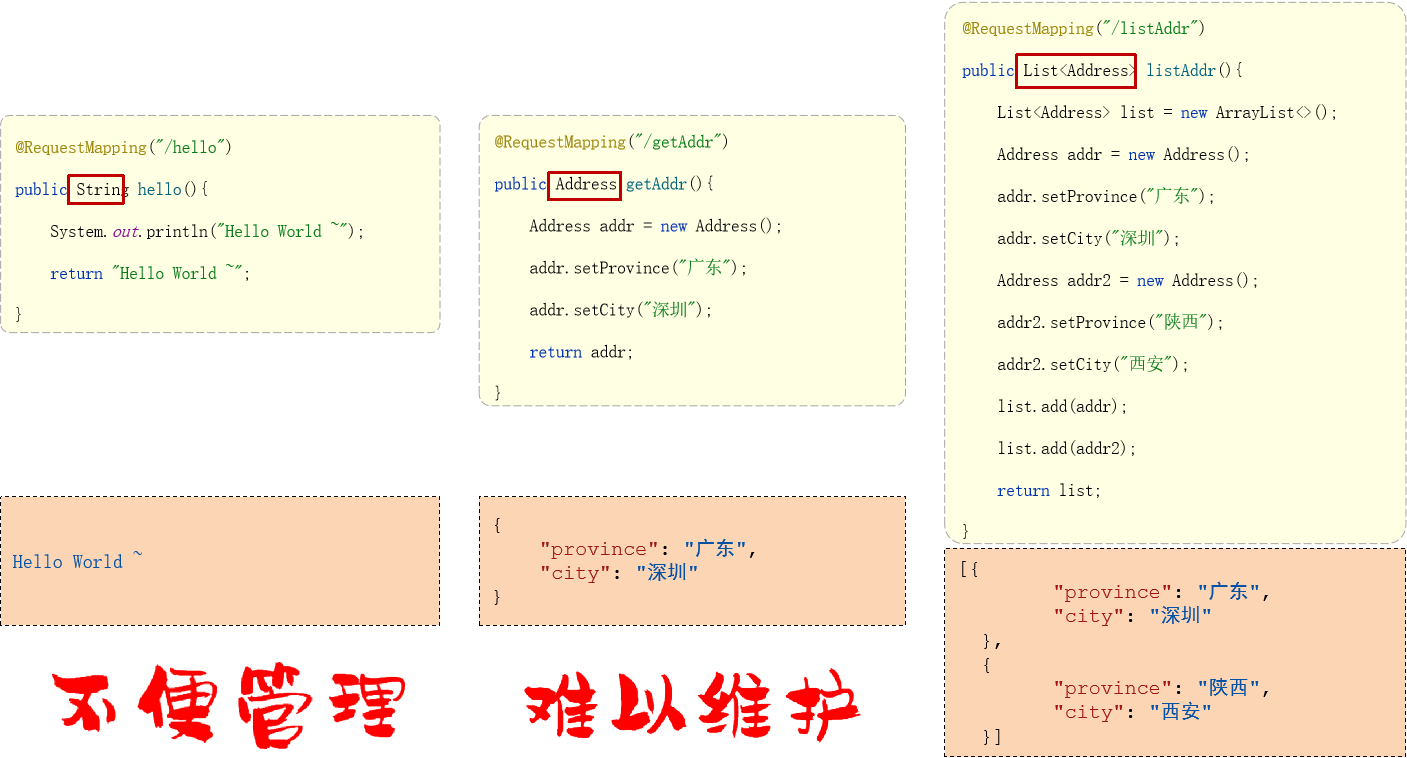 @RequestMapping("/hello")
public String hello(){
System.out.println("Hello World ~");
return "Hello World ~";
}
Hello World ~
不便管理
@RequestMapping("/getAddr")
public Address getAddr(){
Address addr = new Address();
addr.setProvince("广东");
addr.setCity("深圳");
return addr;
}
{
"province": "广东",
"city": "深圳"
}
难以维护
@RequestMapping("/listAddr")
public List<Address> listAddr(){
List<Address> list = new ArrayList<>();
Address addr = new Address();
addr.setProvince("广东");
addr.setCity("深圳");
Address addr2 = new Address();
addr2.setProvince("陕西");
addr2.setCity("西安");
list.add(addr);
list.add(addr2);
return list;
}
[{
"province": "广东",
"city": "深圳"
},
{
"province": "陕西",
"city": "西安"
}]